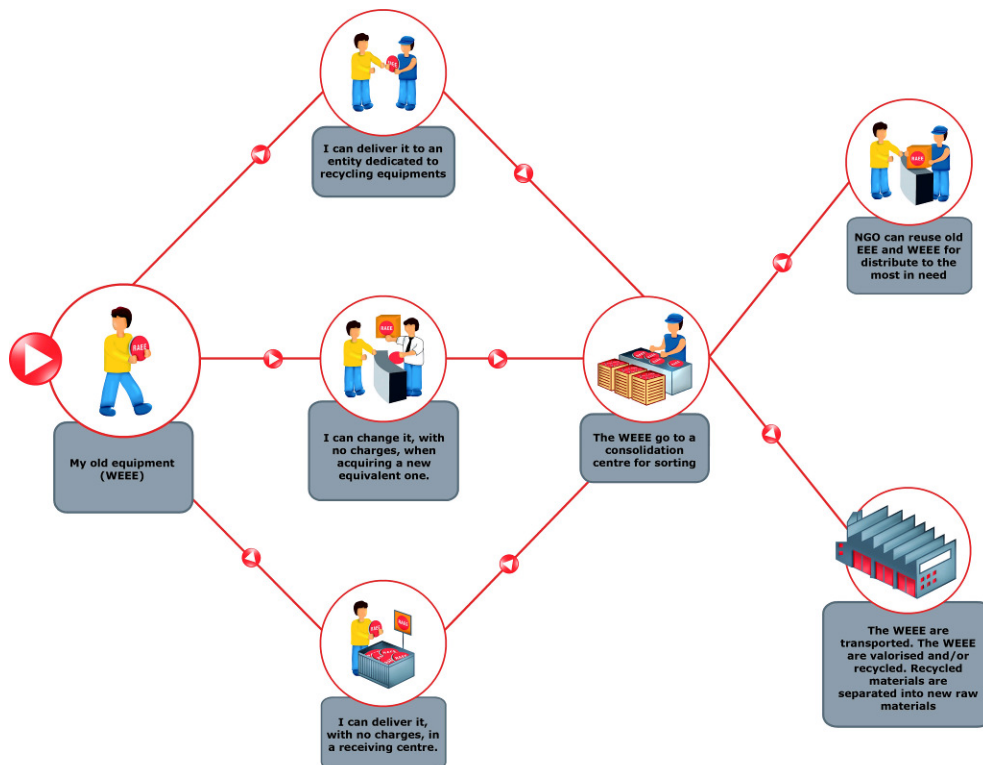 I can deliver it to an
entity dedicated to
recycling equipments
NGO can reuse old
EEE and WEEE for
distribute to the
most in need
RAEE
RAEE
RAEE
My old equipment
(WEEE)
I can change it, with
no charges, when
acquiring a new
equivalent one.
The WEEE go to a
consolidation
centre for sorting
I can deliver it,
with no charges, in
a receiving centre.
The WEEE are
transported. The WEEE
are valorised and/or
recycled. Recycled
materials are
separated into new raw
materials